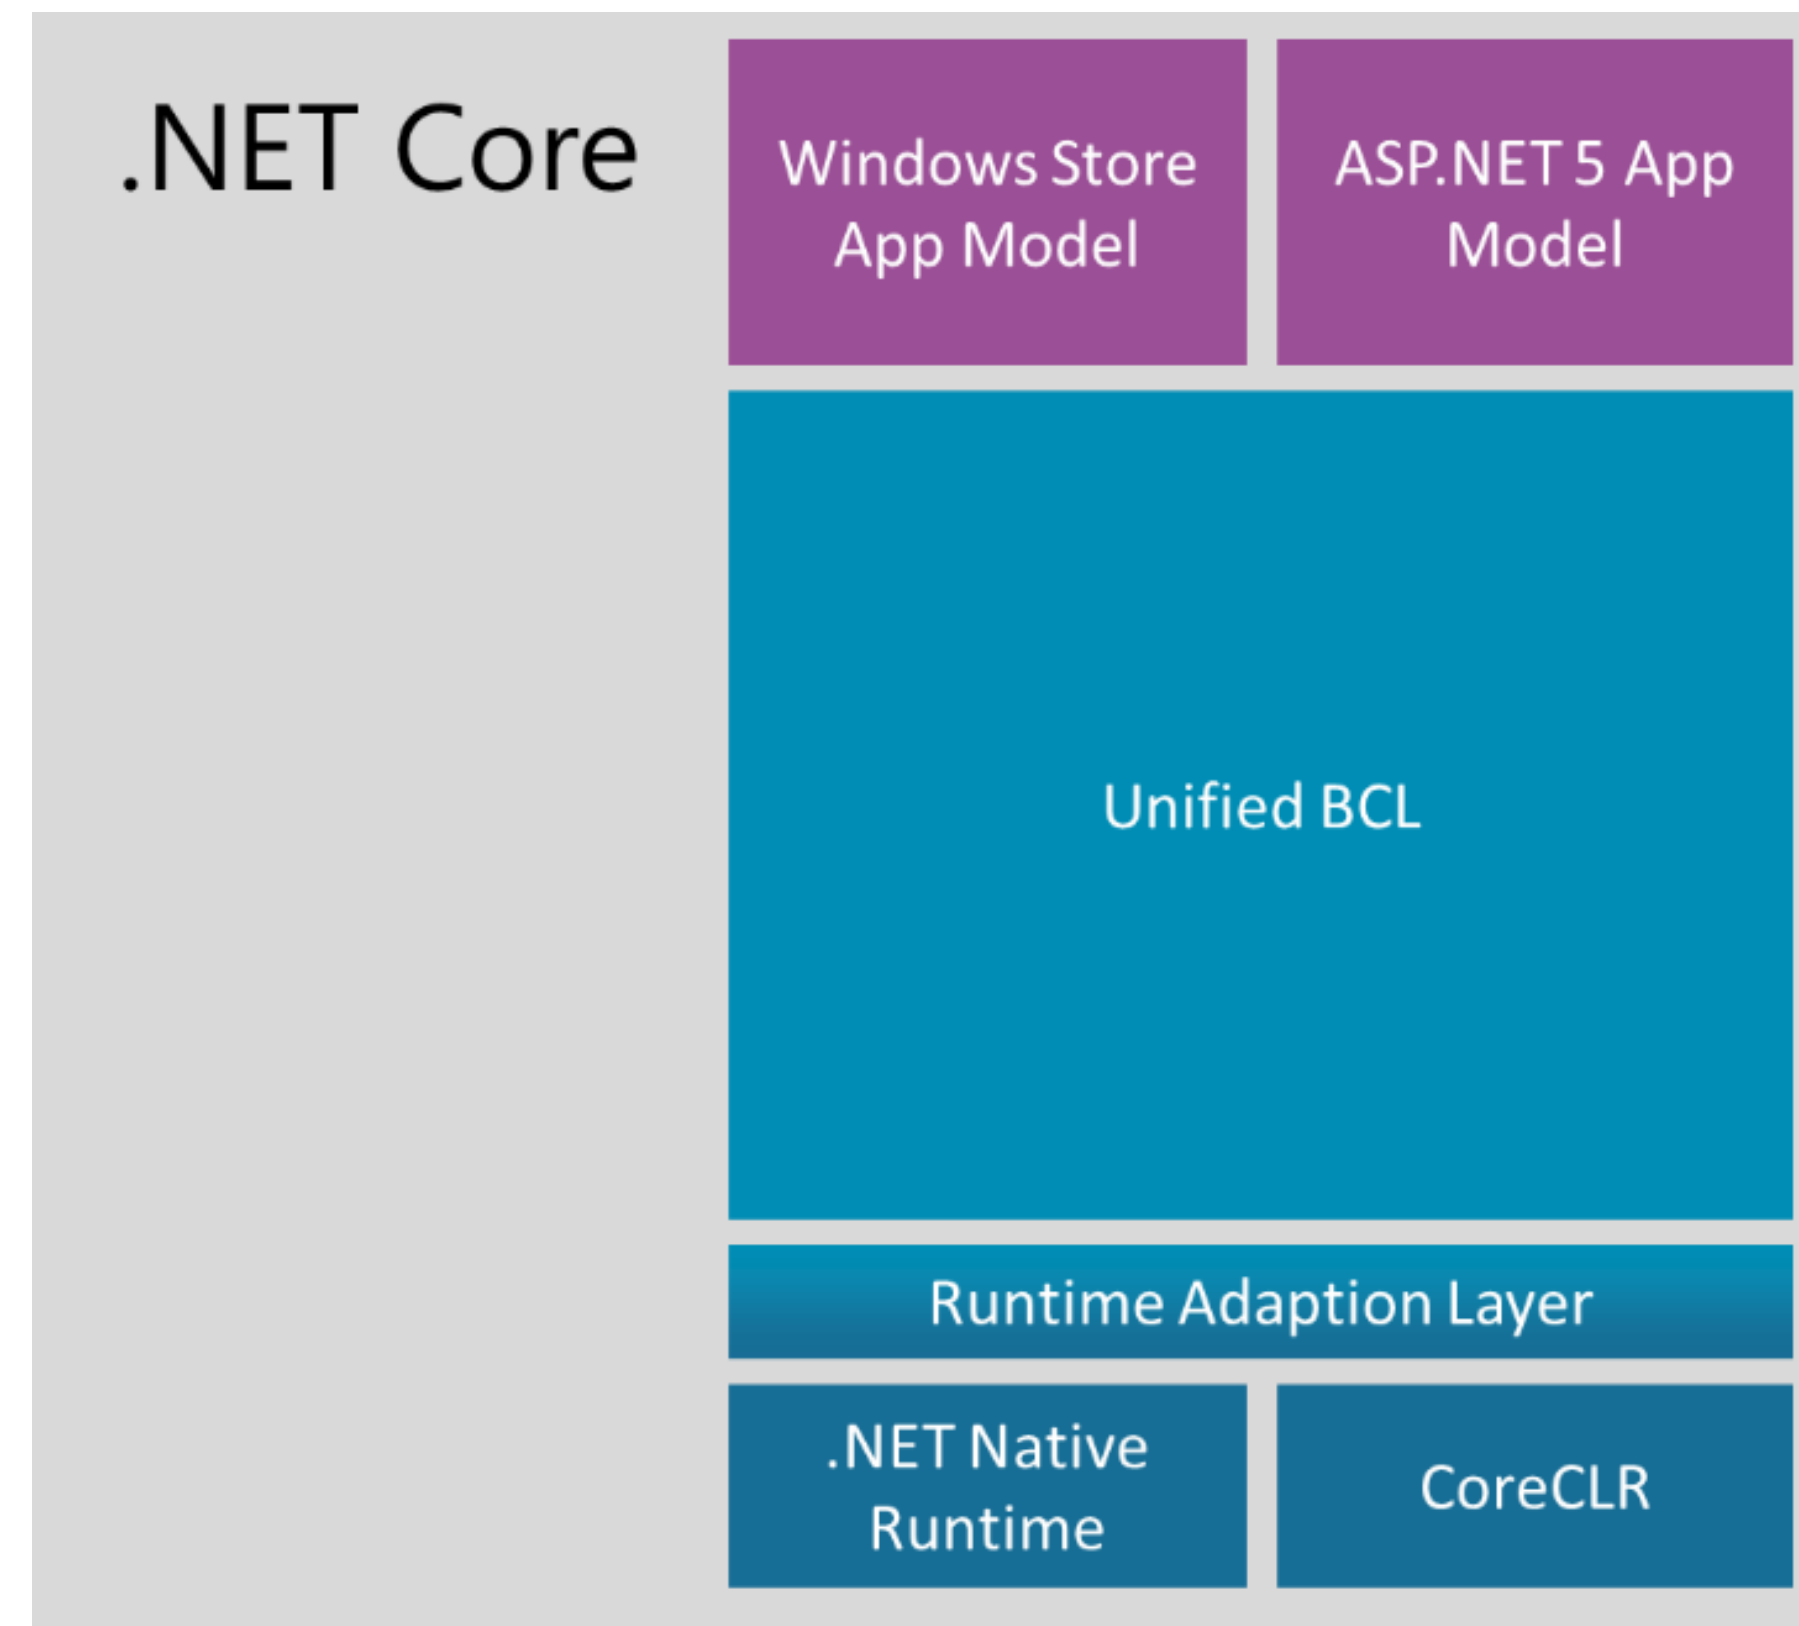 .NET Core
Windows Store
App Model
ASP.NET 5 App
Model
Unified BCL
Runtime Adaption Layer
.NET Native
Runtime
CoreCLR